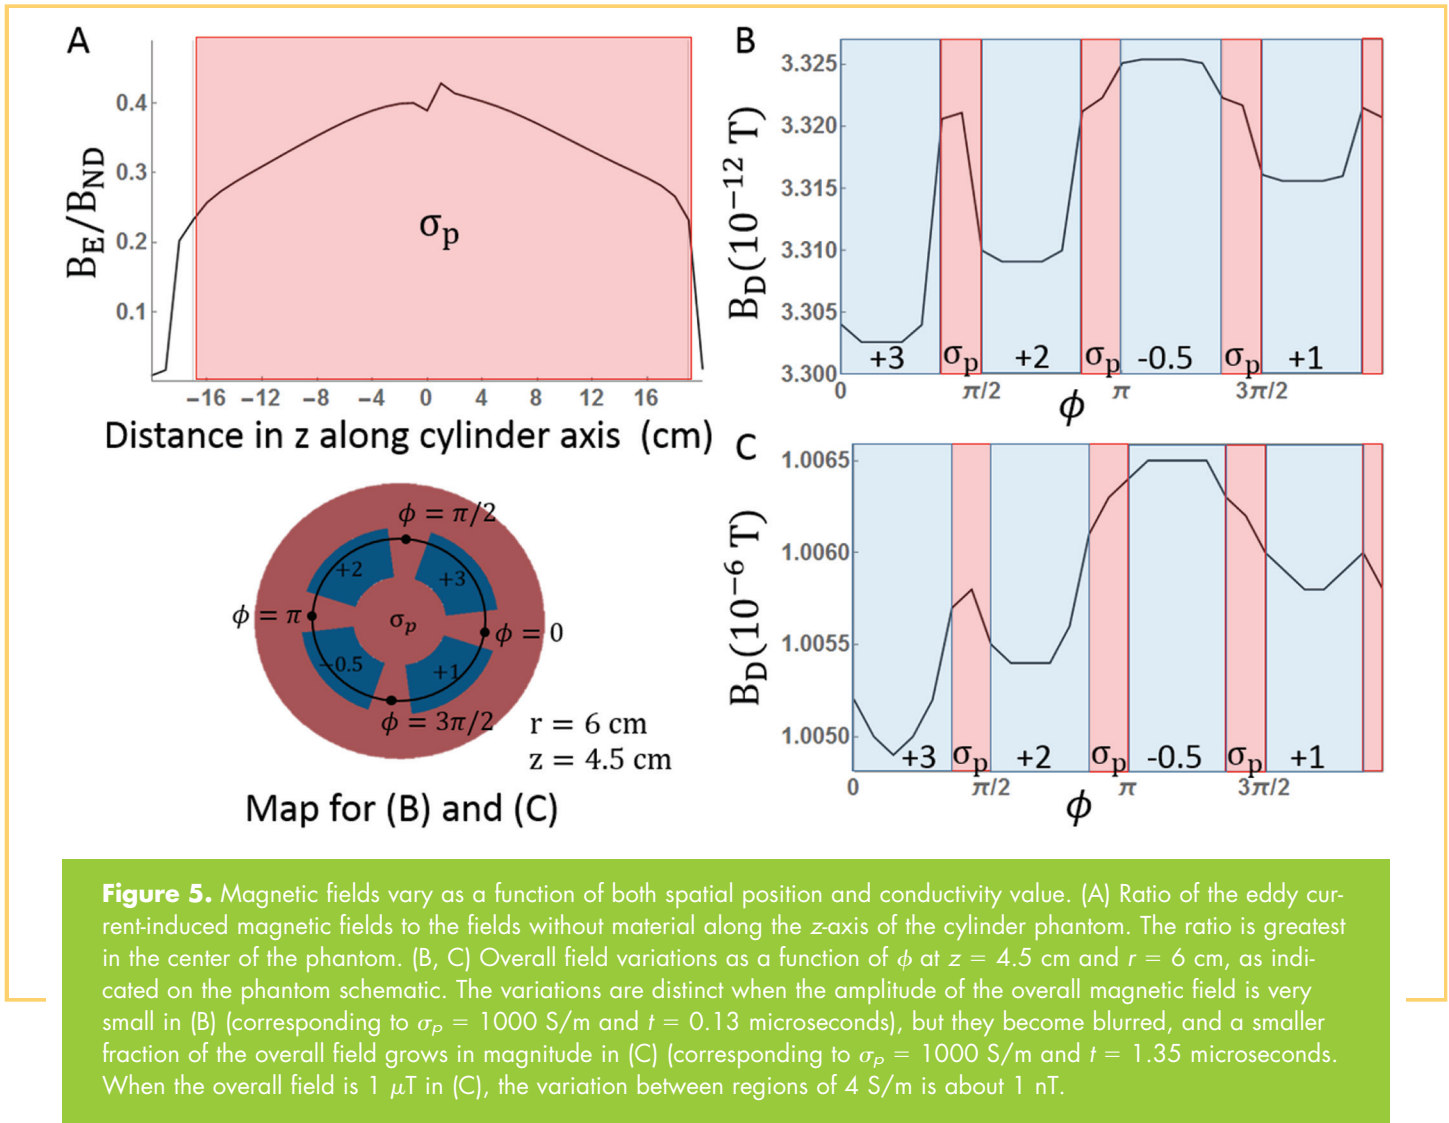 A
0.4
0.3
0.2
0.1
B_E/B_ND
σ_p
−16 −12 −8 −4 0 4 8 12 16
Distance in z along cylinder axis (cm)
B
3.325
3.320
3.315
3.310
3.305
3.300
B_D(10^−12 T)
+3 σ_p +2 σ_p -0.5 σ_p +1
0 π/2 π 3π/2
ϕ
C
1.0065
1.0060
1.0055
1.0050
B_D(10^−6 T)
+3 σ_p +2 σ_p -0.5 σ_p +1
0 π/2 π 3π/2
ϕ
ϕ = π/2
+2
+3
ϕ = π
σ_p
ϕ = 0
−0.5
+1
ϕ = 3π/2
r = 6 cm
z = 4.5 cm
Map for (B) and (C)
Figure 5. Magnetic fields vary as a function of both spatial position and conductivity value. (A) Ratio of the eddy cur-
rent-induced magnetic fields to the fields without material along the z-axis of the cylinder phantom. The ratio is greatest
in the center of the phantom. (B, C) Overall field variations as a function of ϕ at z = 4.5 cm and r = 6 cm, as indi-
cated on the phantom schematic. The variations are distinct when the amplitude of the overall magnetic field is very
small in (B) (corresponding to σ_p = 1000 S/m and t = 0.13 microseconds), but they become blurred, and a smaller
fraction of the overall field grows in magnitude in (C) (corresponding to σ_p = 1000 S/m and t = 1.35 microseconds.
When the overall field is 1 μT in (C), the variation between regions of 4 S/m is about 1 nT.